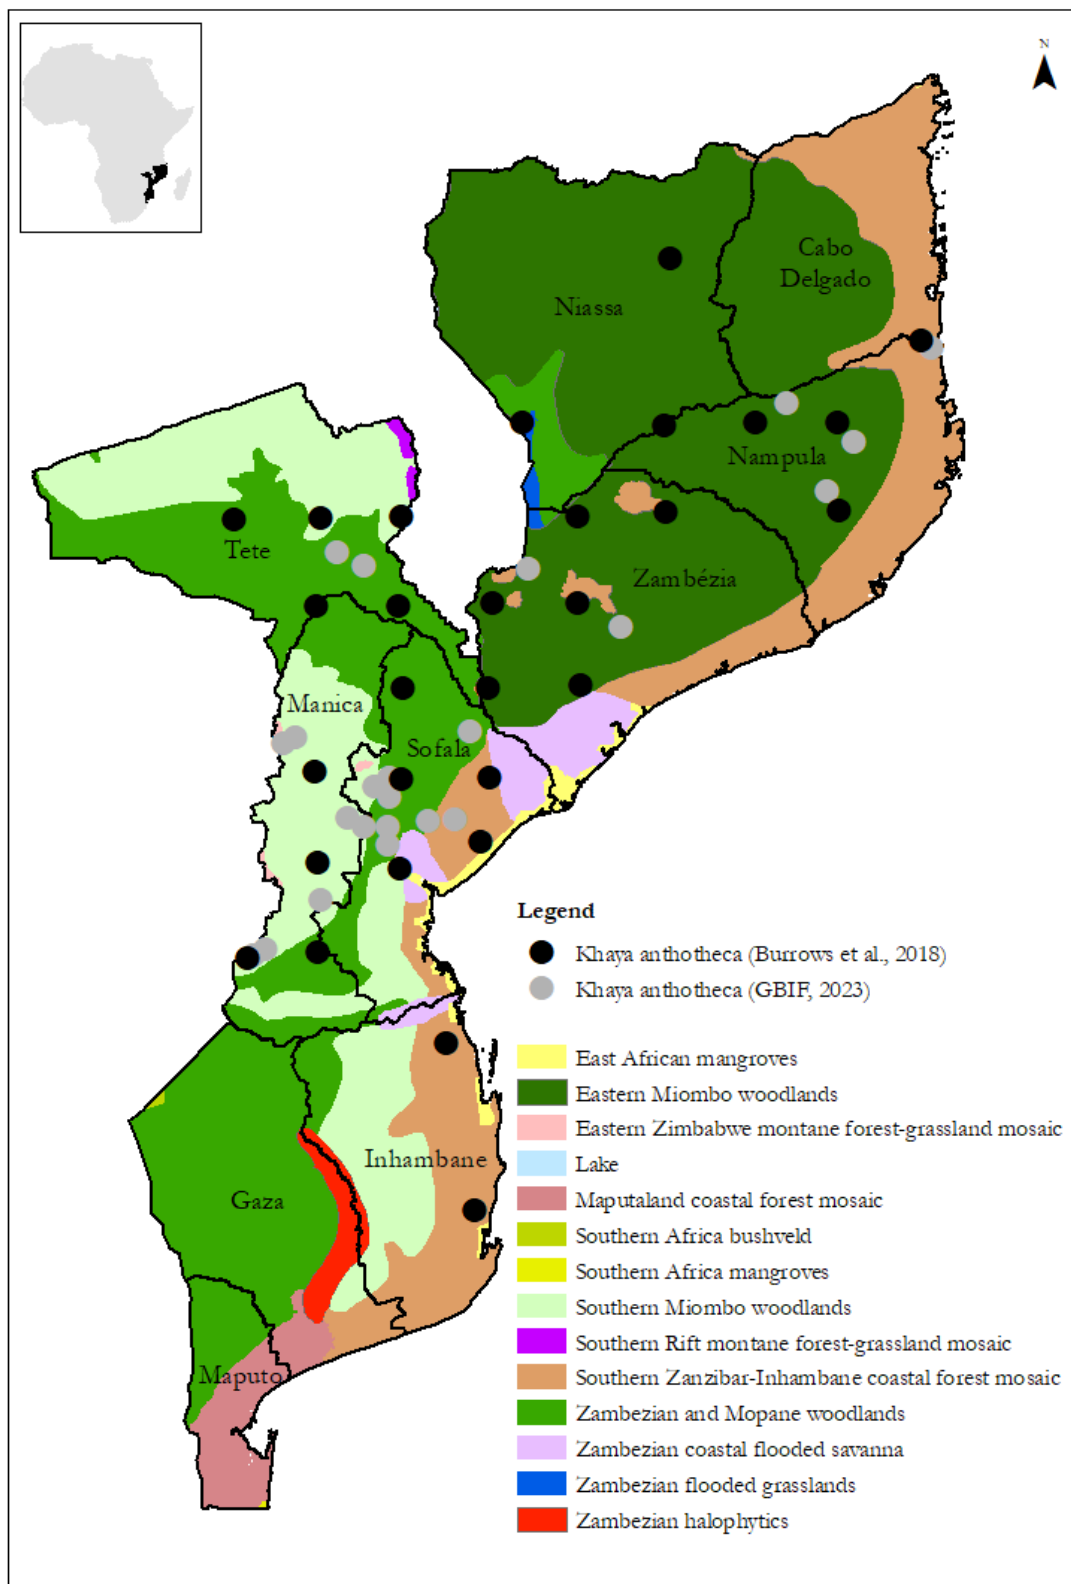 N
Cabo
Delgado
Niassa
Nampula
Tete
Zambézia
Manica
Sofala
Inhambane
Gaza
Maputo
Legend
Khaya anthotheca (Burrows et al., 2018)
Khaya anthotheca (GBIF, 2023)
East African mangroves
Eastern Miombo woodlands
Eastern Zimbabwe montane forest-grassland mosaic
Lake
Maputaland coastal forest mosaic
Southern Africa bushveld
Southern Africa mangroves
Southern Miombo woodlands
Southern Rift montane forest-grassland mosaic
Southern Zanzibar-Inhambane coastal forest mosaic
Zambezian and Mopane woodlands
Zambezian coastal flooded savanna
Zambezian flooded grasslands
Zambezian halophytics